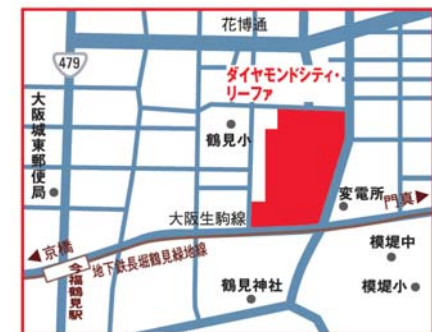 花博通
479
ダイヤモンドシティ・
リーファ
大阪城東郵便局
鶴見小
変電所
門真
大阪生駒線
京橋
地下鉄長堀鶴見緑地線
今福鶴見駅
鶴見神社
模堤中
模堤小